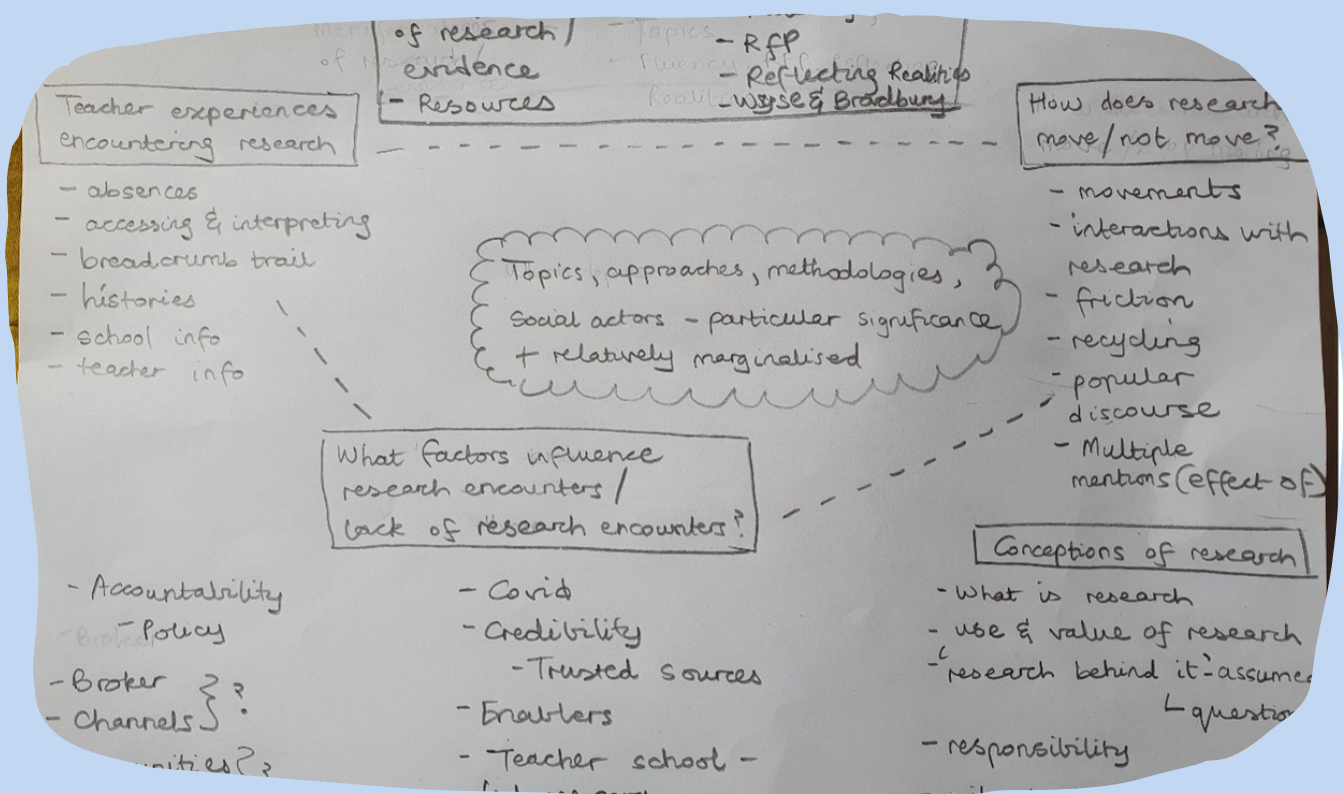 of research /
evidence
- Resources
- RfP
- Reflecting Realities
- Wyse & Bradbury
Teacher experiences
encountering research
- absences
- accessing & interpreting
- breadcrumb trail
- histories
- school info
- teacher info
How does research
move/not move?
- movements
- interactions with
research
- friction
- recycling
- popular
discourse
- Multiple
mentions (effect of)
Topics, approaches, methodologies,
social actors - particular significance
+ relatively marginalised
What factors influence
research encounters /
lack of research encounters?
- Accountability
- Policy
- Broker } ?
- Channels
- Covid
- Credibility
- Trusted sources
- Enablers
- Teacher school -
Conceptions of research
- What is research
- use & value of research
- 'research behind it' - assume
question
- responsibility